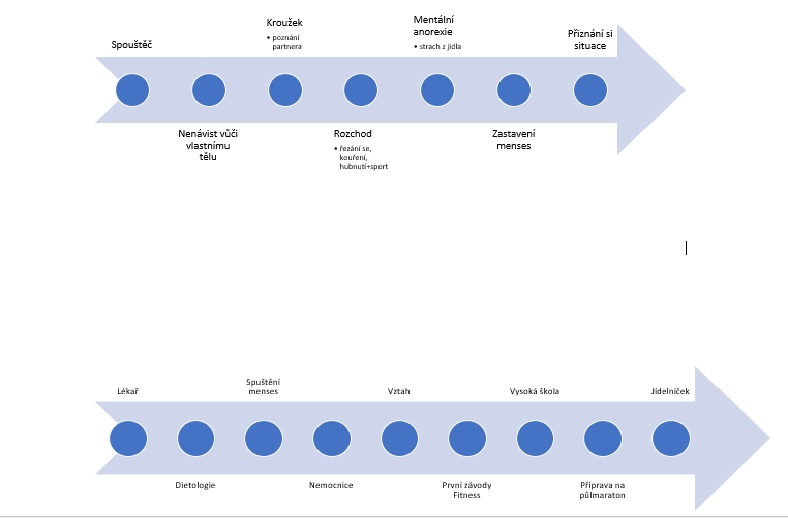 Spouštěč
Nenávist vůči
vlastnímu
tělu
Kroužek
• poznání
partnera
Rozchod
• řezání se,
kouření,
hubnutí+sport
Mentální
anorexie
• strach z jídla
Zastavení
menses
Přiznání si
situace
Lékař
Dietologie
Spuštění
menses
Nemocnice
Vztah
První závody
Fitness
Vysoká škola
Příprava na
půlmaraton
Jídelníček